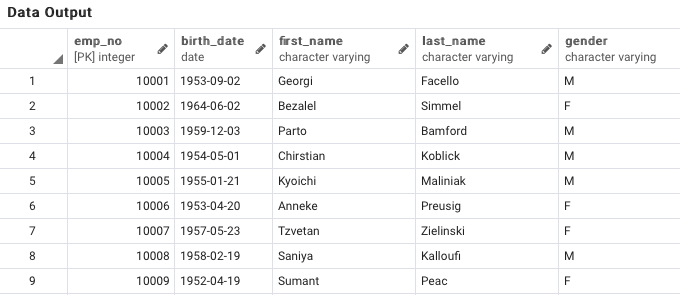 Data Output
emp_no birth_date first_name last_name gender
[PK] integer date character varying character varying character varying
1 10001 1953-09-02 Georgi Facello M
2 10002 1964-06-02 Bezalel Simmel F
3 10003 1959-12-03 Parto Bamford M
4 10004 1954-05-01 Chirstian Koblick M
5 10005 1955-01-21 Kyoichi Maliniak M
6 10006 1953-04-20 Anneke Preusig F
7 10007 1957-05-23 Tzvetan Zielinski F
8 10008 1958-02-19 Saniya Kalloufi M
9 10009 1952-04-19 Sumant Peac F